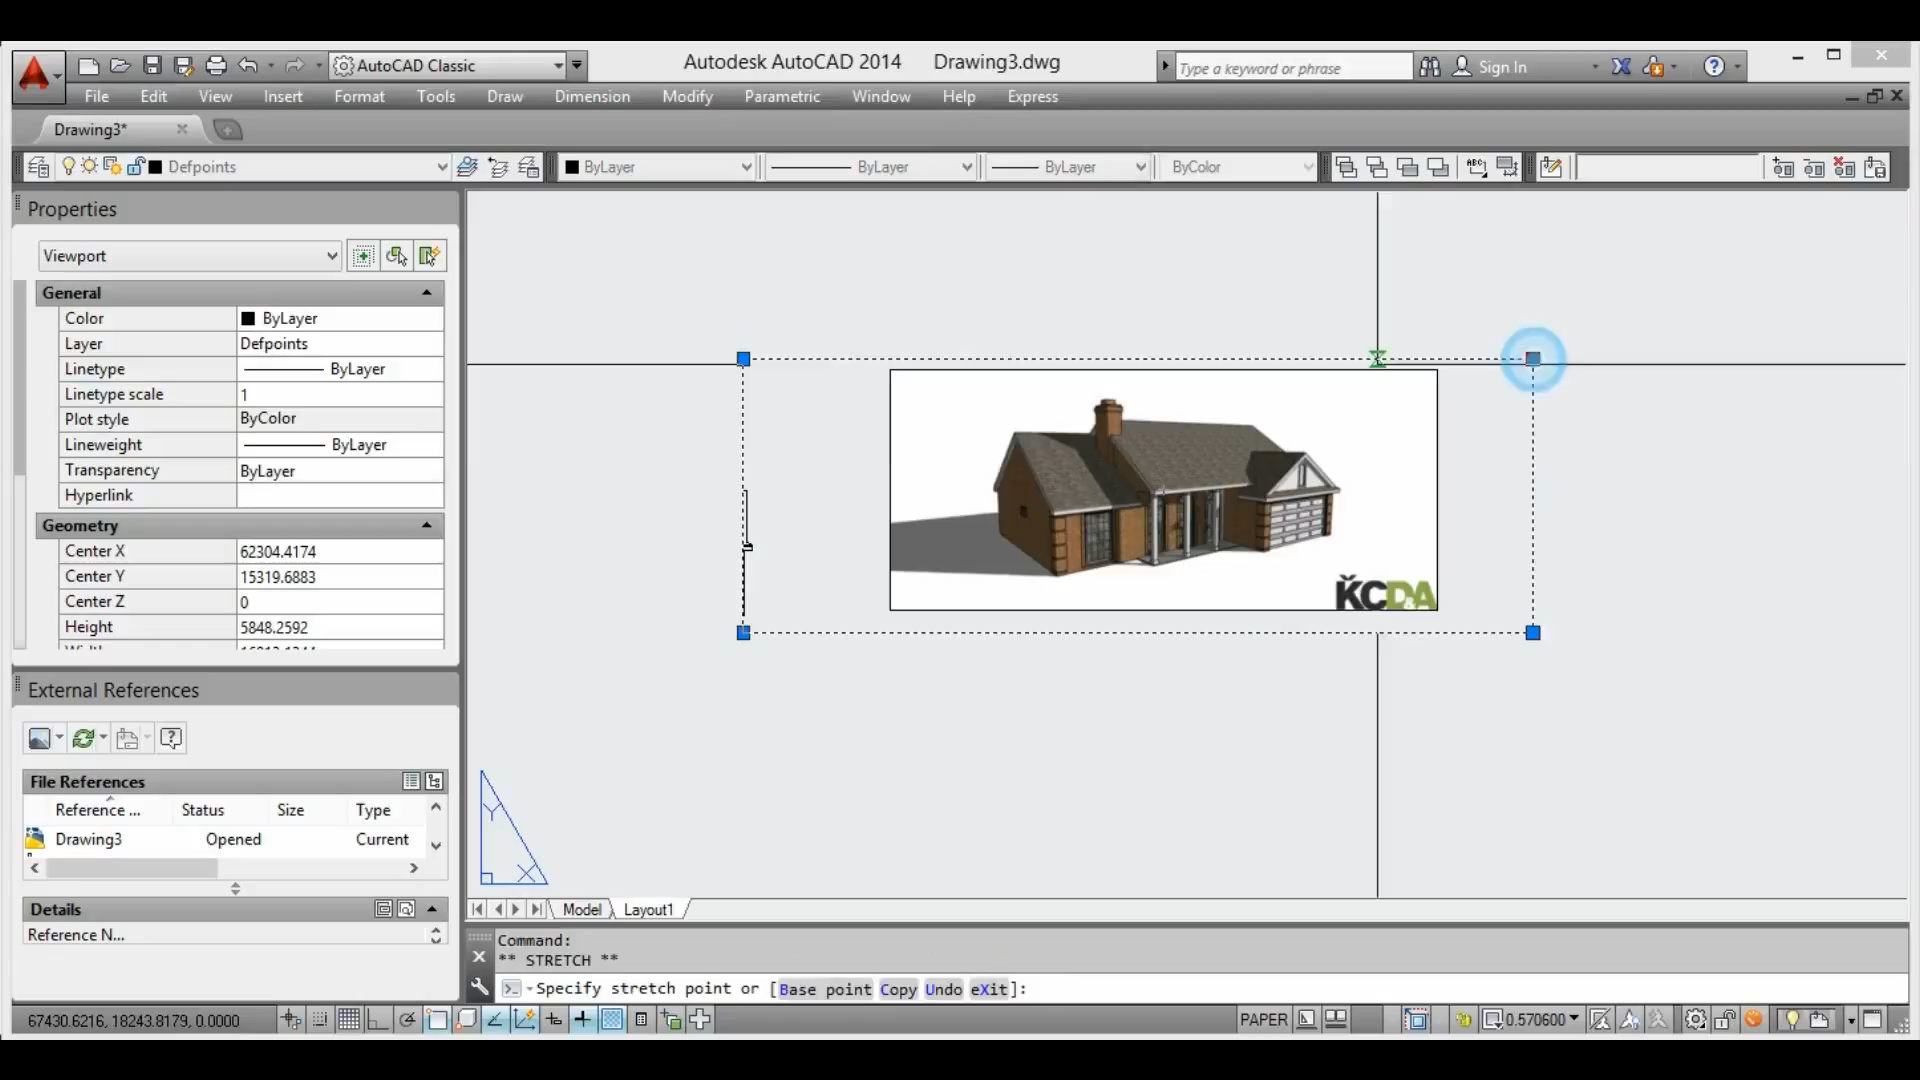 AutoCAD Classic
Autodesk AutoCAD 2014 Drawing3.dwg
Type a keyword or phrase
Sign In
File Edit View Insert Format Tools Draw Dimension Modify Parametric Window Help Express
Drawing3*
Defpoints
ByLayer
ByLayer
ByLayer
ByColor
ABC
Properties
Viewport
General
Color ByLayer
Layer Defpoints
Linetype ByLayer
Linetype scale 1
Plot style ByColor
Lineweight ByLayer
Transparency ByLayer
Hyperlink
Geometry
Center X 62304.4174
Center Y 15319.6883
Center Z 0
Height 5848.2592
External References
File References
Reference ... Status Size Type
Drawing3 Opened Current
Details
Reference N...
KCDA
&
Y
X
Model Layout1
Command:
** STRETCH **
Specify stretch point or [Base point Copy Undo eXit]:
67430.6216, 18243.8179, 0.0000
PAPER
0.570600